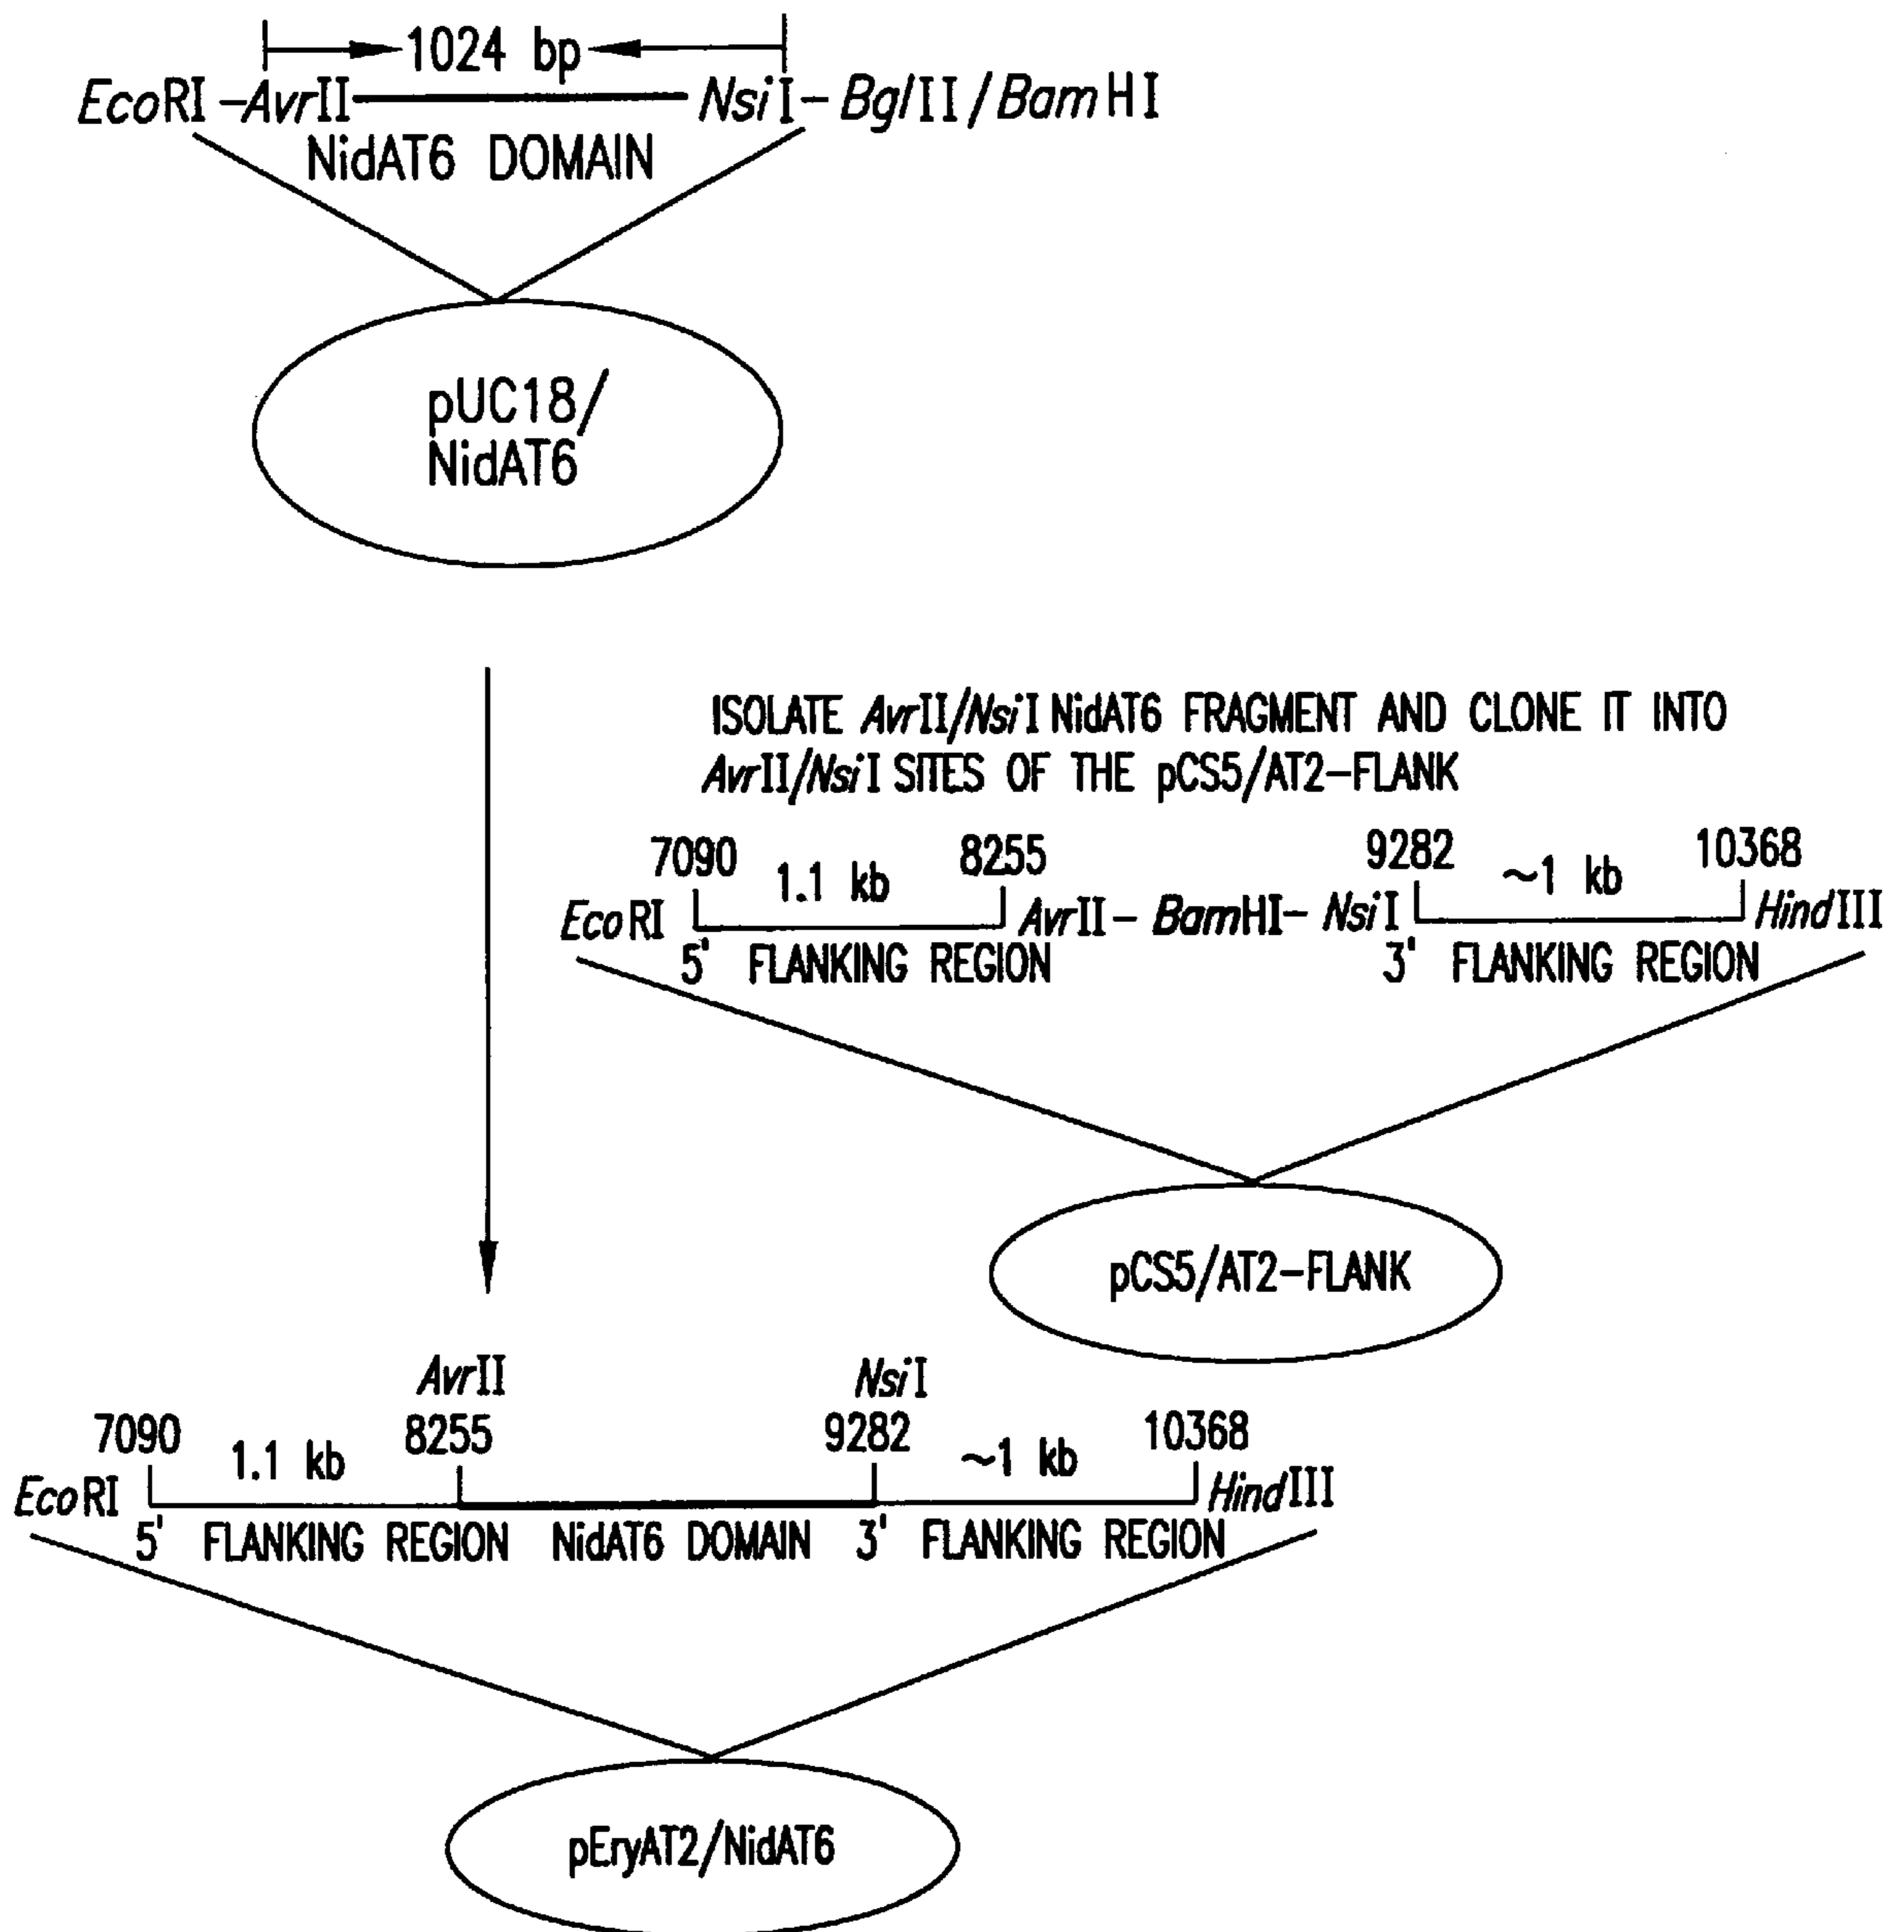 1024 bp
EcoRI - AvrII NsiI - BglII / BamHI
NidAT6 DOMAIN
pUC18/
NidAT6
ISOLATE AvrII/NsiI NidAT6 FRAGMENT AND CLONE IT INTO
AvrII/NsiI SITES OF THE pCS5/AT2-FLANK
7090 1.1 kb 8255 9282 ~1 kb 10368
EcoRI AvrII - BamHI - NsiI HindIII
5' FLANKING REGION 3' FLANKING REGION
pCS5/AT2-FLANK
AvrII NsiI
7090 1.1 kb 8255 9282 ~1 kb 10368
EcoRI HindIII
5' FLANKING REGION NidAT6 DOMAIN 3' FLANKING REGION
pEryAT2/NidAT6